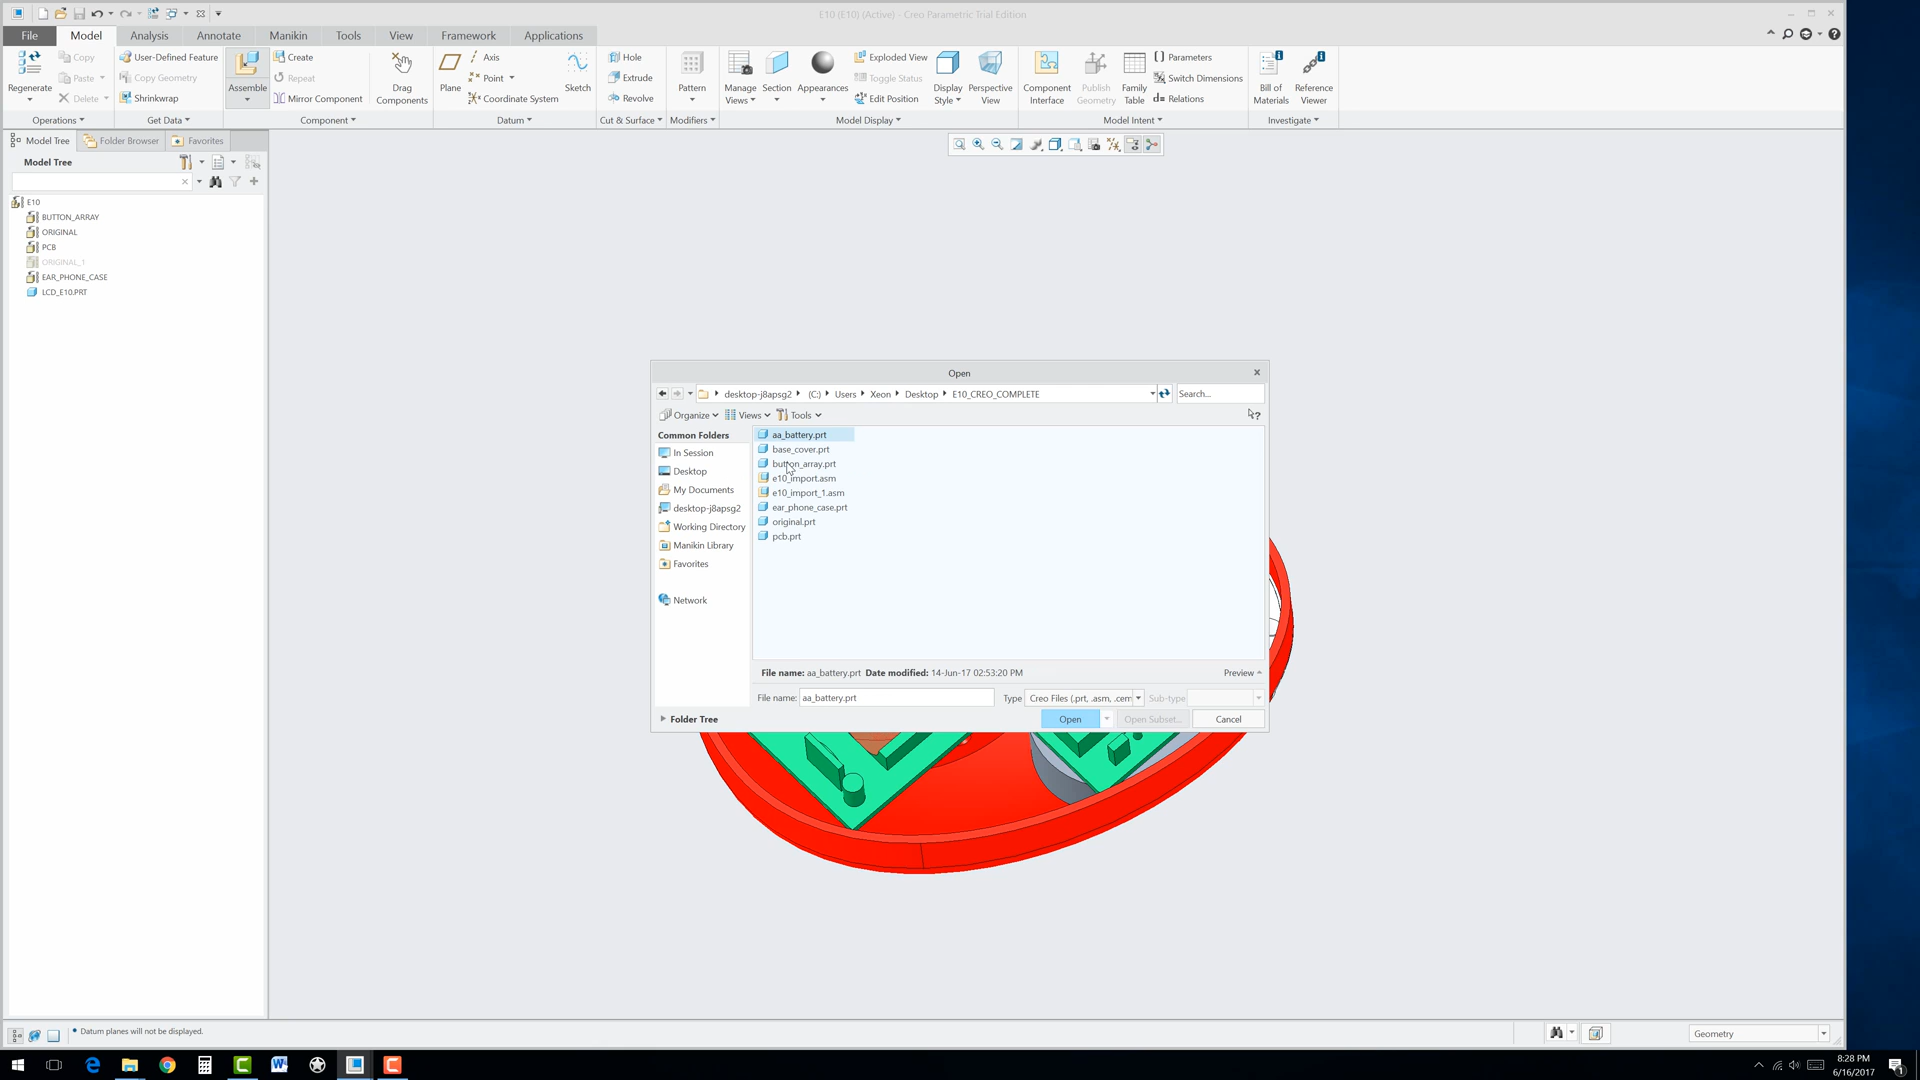 E10 (E10) (Active) - Creo Parametric Trial Edition
File Model Analysis Annotate Manikin Tools View Framework Applications
Regenerate
Copy
Paste
Delete
Operations
User-Defined Feature
Copy Geometry
Shrinkwrap
Get Data
Assemble
Create
Repeat
Mirror Component
Drag
Components
Component
Plane
Axis
Point
Coordinate System
Sketch
Datum
Hole
Extrude
Revolve
Cut & Surface
Pattern
Modifiers
Manage
Views
Section
Appearances
Exploded View
Toggle Status
Edit Position
Display
Style
Perspective
View
Model Display
Component
Interface
Publish
Geometry
Family
Table
Parameters
Switch Dimensions
d= Relations
Model Intent
Bill of
Materials
Reference
Viewer
Investigate
Model Tree Folder Browser Favorites
Model Tree
E10
BUTTON_ARRAY
ORIGINAL
PCB
ORIGINAL_1
EAR_PHONE_CASE
LCD_E10.PRT
Open
desktop-j8apsg2 (C:) Users Xeon Desktop E10_CREO_COMPLETE
Search...
Organize Views Tools
Common Folders
In Session
Desktop
My Documents
desktop-j8apsg2
Working Directory
Manikin Library
Favorites
Network
aa_battery.prt
base_cover.prt
button_array.prt
e10_import.asm
e10_import_1.asm
ear_phone_case.prt
original.prt
pcb.prt
File name: aa_battery.prt Date modified: 14-Jun-17 02:53:20 PM
Preview
File name: aa_battery.prt
Type Creo Files (.prt, .asm, .cem
Sub-type
Folder Tree
Open
Open Subset...
Cancel
Datum planes will not be displayed.
Geometry
8:28 PM
6/16/2017